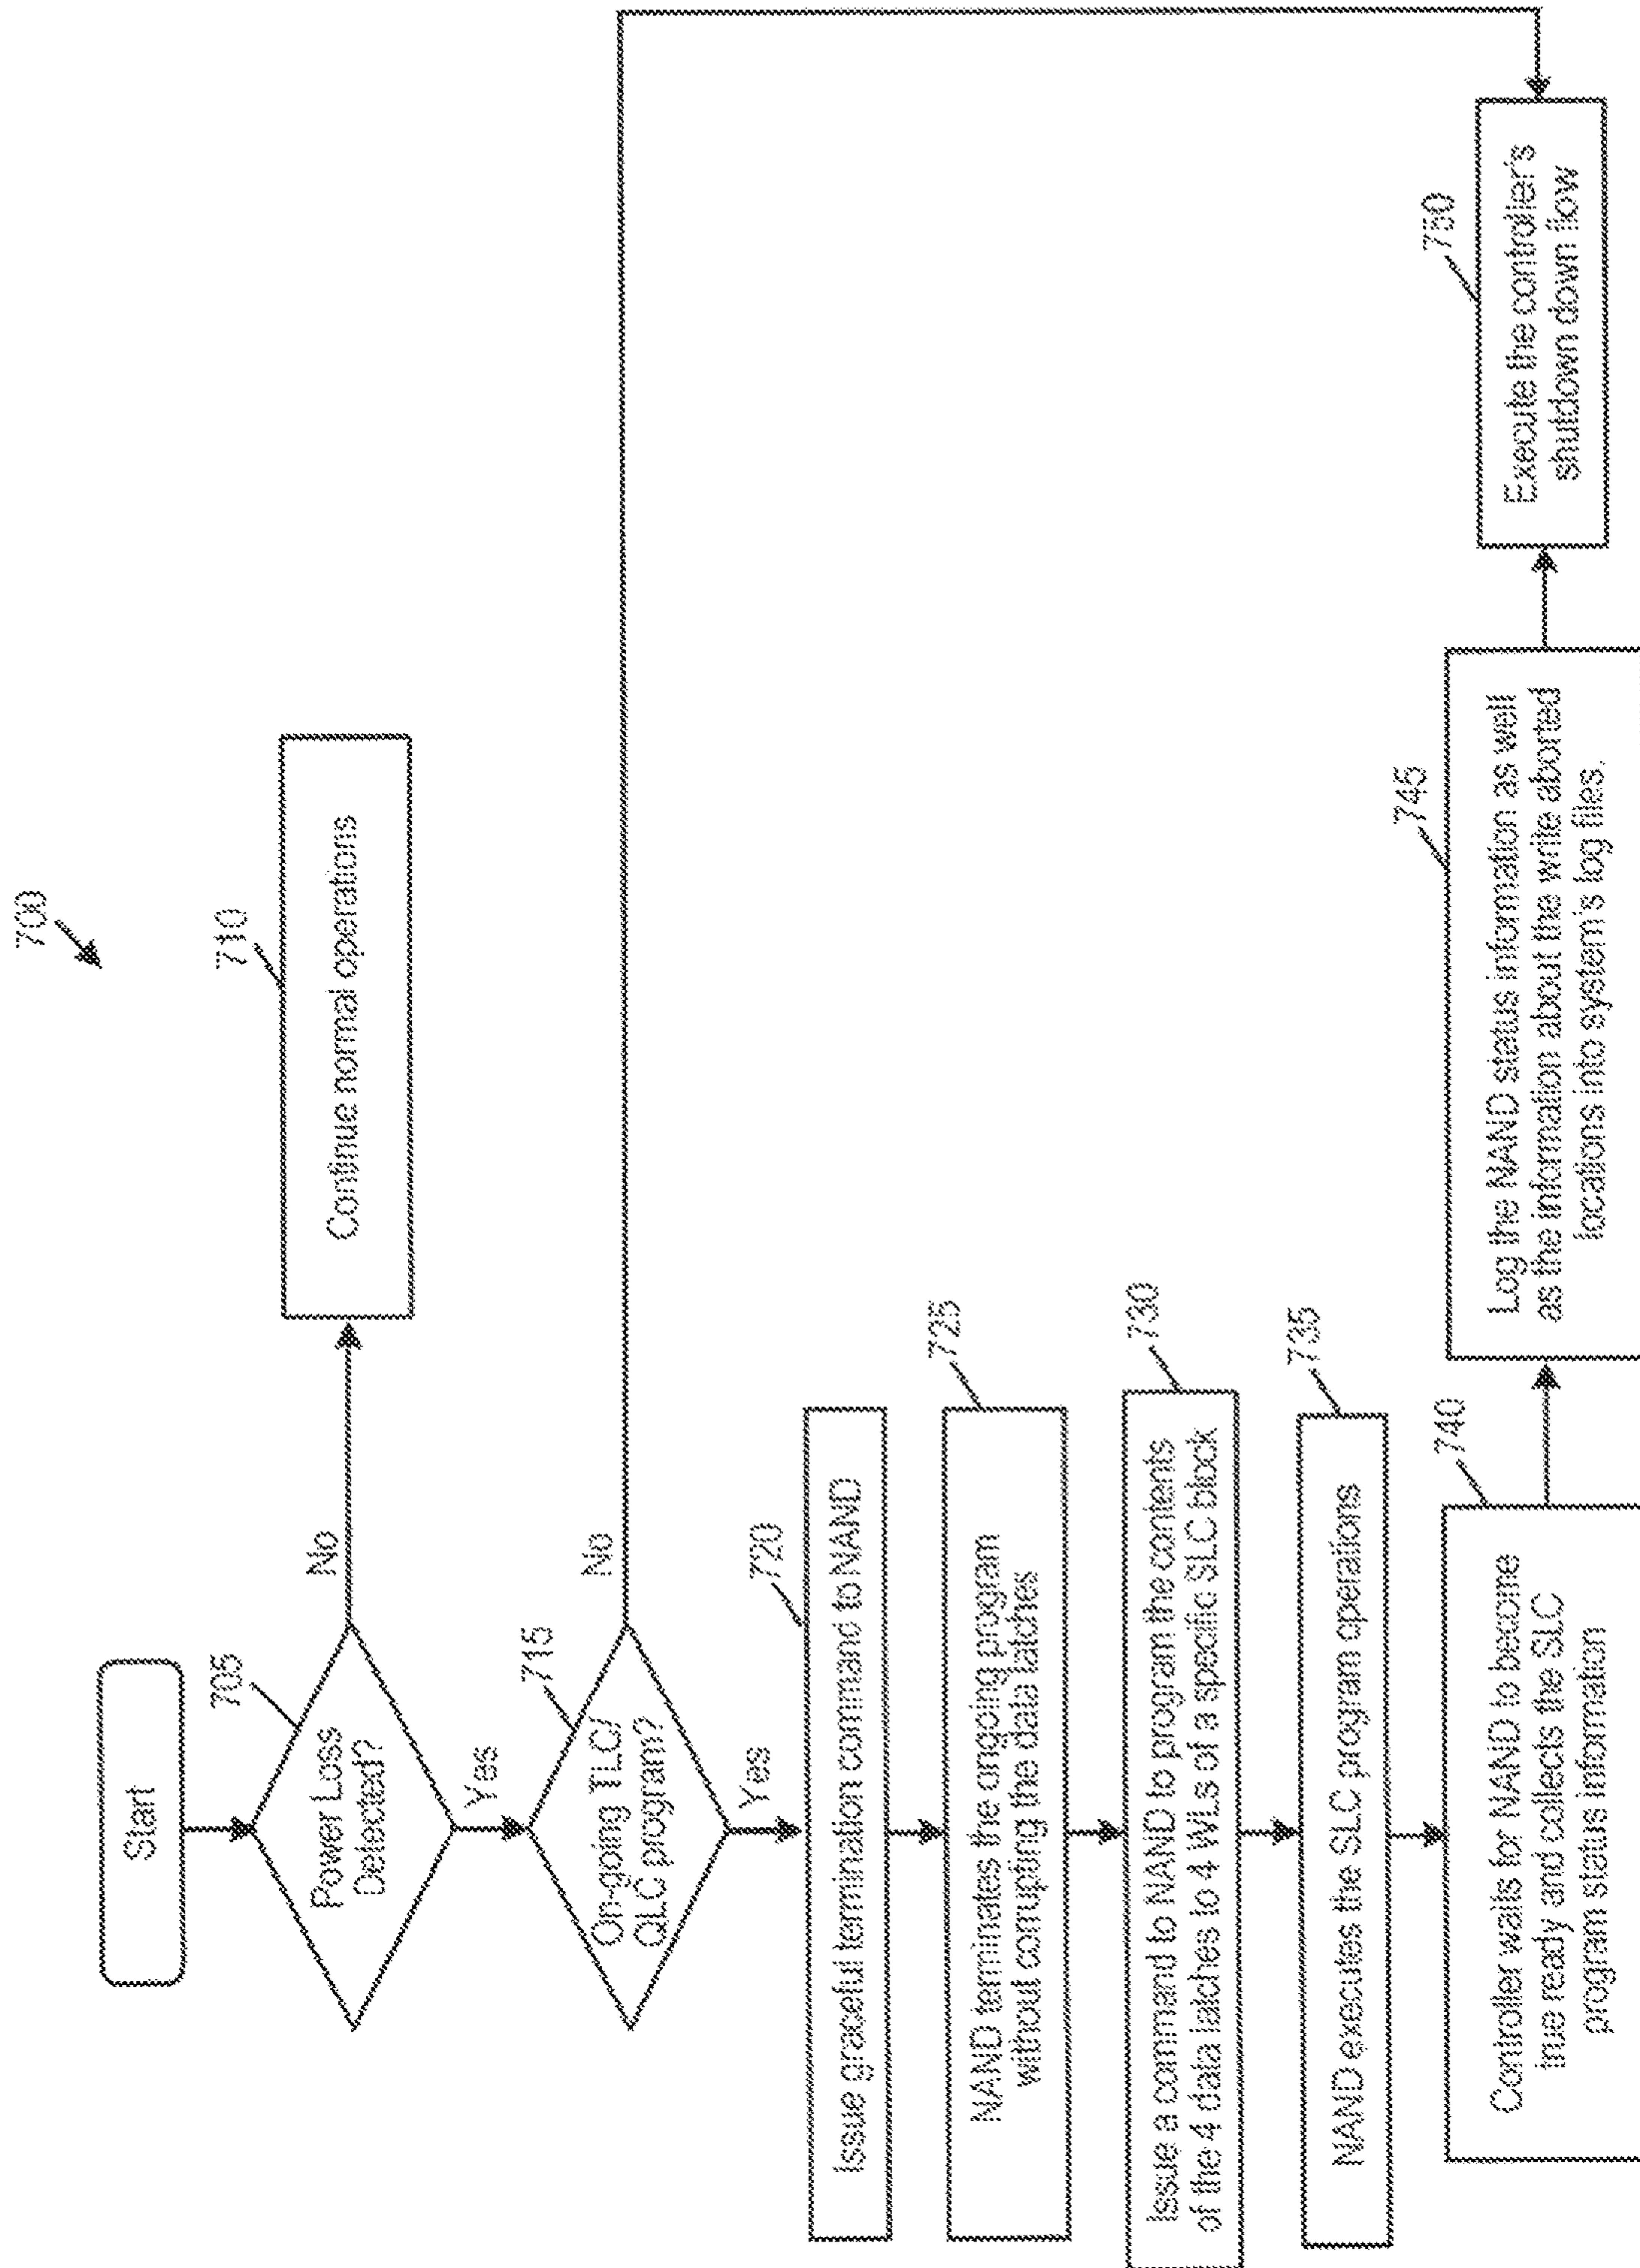 700
Start
705
Power Loss
Detected?
No
710
Continue normal operations
Yes
715
On-going TLC/
QLC program?
No
Yes
720
Issue graceful termination command to NAND
725
NAND terminates the ongoing program
without corrupting the data latches
730
Issue a command to NAND to program the contents
of the 4 data latches to 4 WLs of a specific SLC block
735
NAND executes the SLC program operations
740
Controller waits for NAND to become
true ready and collects the SLC
program status information
745
Log the NAND status information as well
as the information about the write aborted
locations into system's log files.
750
Execute the controller's
shutdown down flow